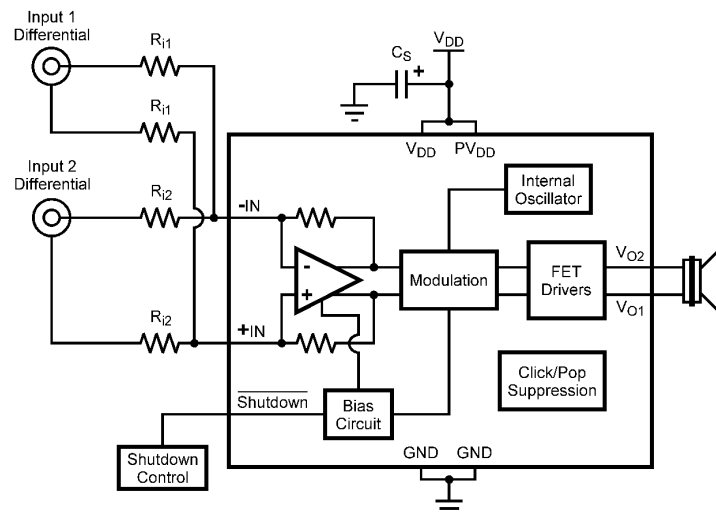 Input 1
Differential
Ri1
Ri1
CS
+
VDD
VDD
PVDD
Input 2
Differential
Ri2
-IN
Internal
Oscillator
-
+
Modulation
FET
Drivers
VO2
VO1
Ri2
+IN
Click/Pop
Suppression
Shutdown
Bias
Circuit
Shutdown
Control
GND
GND